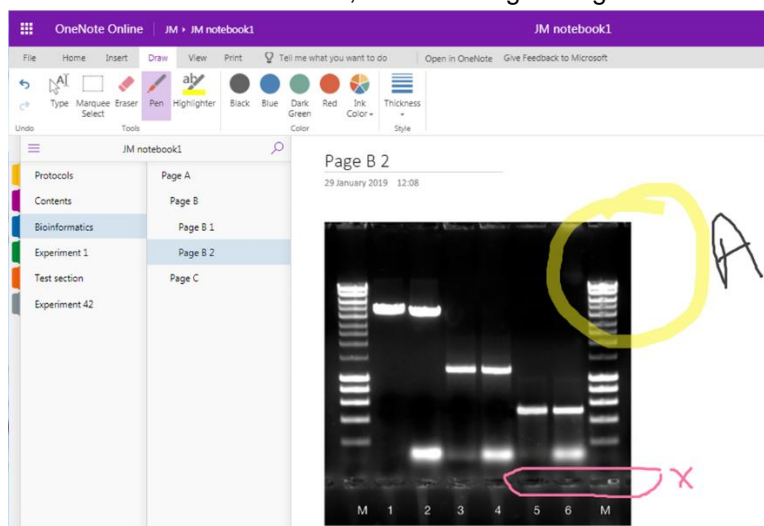 OneNote Online JM ▸ JM notebook1 JM notebook1
File Home Insert Draw View Print Tell me what you want to do Open in OneNote Give Feedback to Microsoft
Type Marquee Select Eraser Pen Highlighter Black Blue Dark Green Red Ink Color Thickness
Undo Tools Color Style
JM notebook1
Protocols
Contents
Bioinformatics
Experiment 1
Test section
Experiment 42
Page A
Page B
Page B 1
Page B 2
Page C
Page B 2
29 January 2019 12:08
A
X
M 1 2 3 4 5 6 M